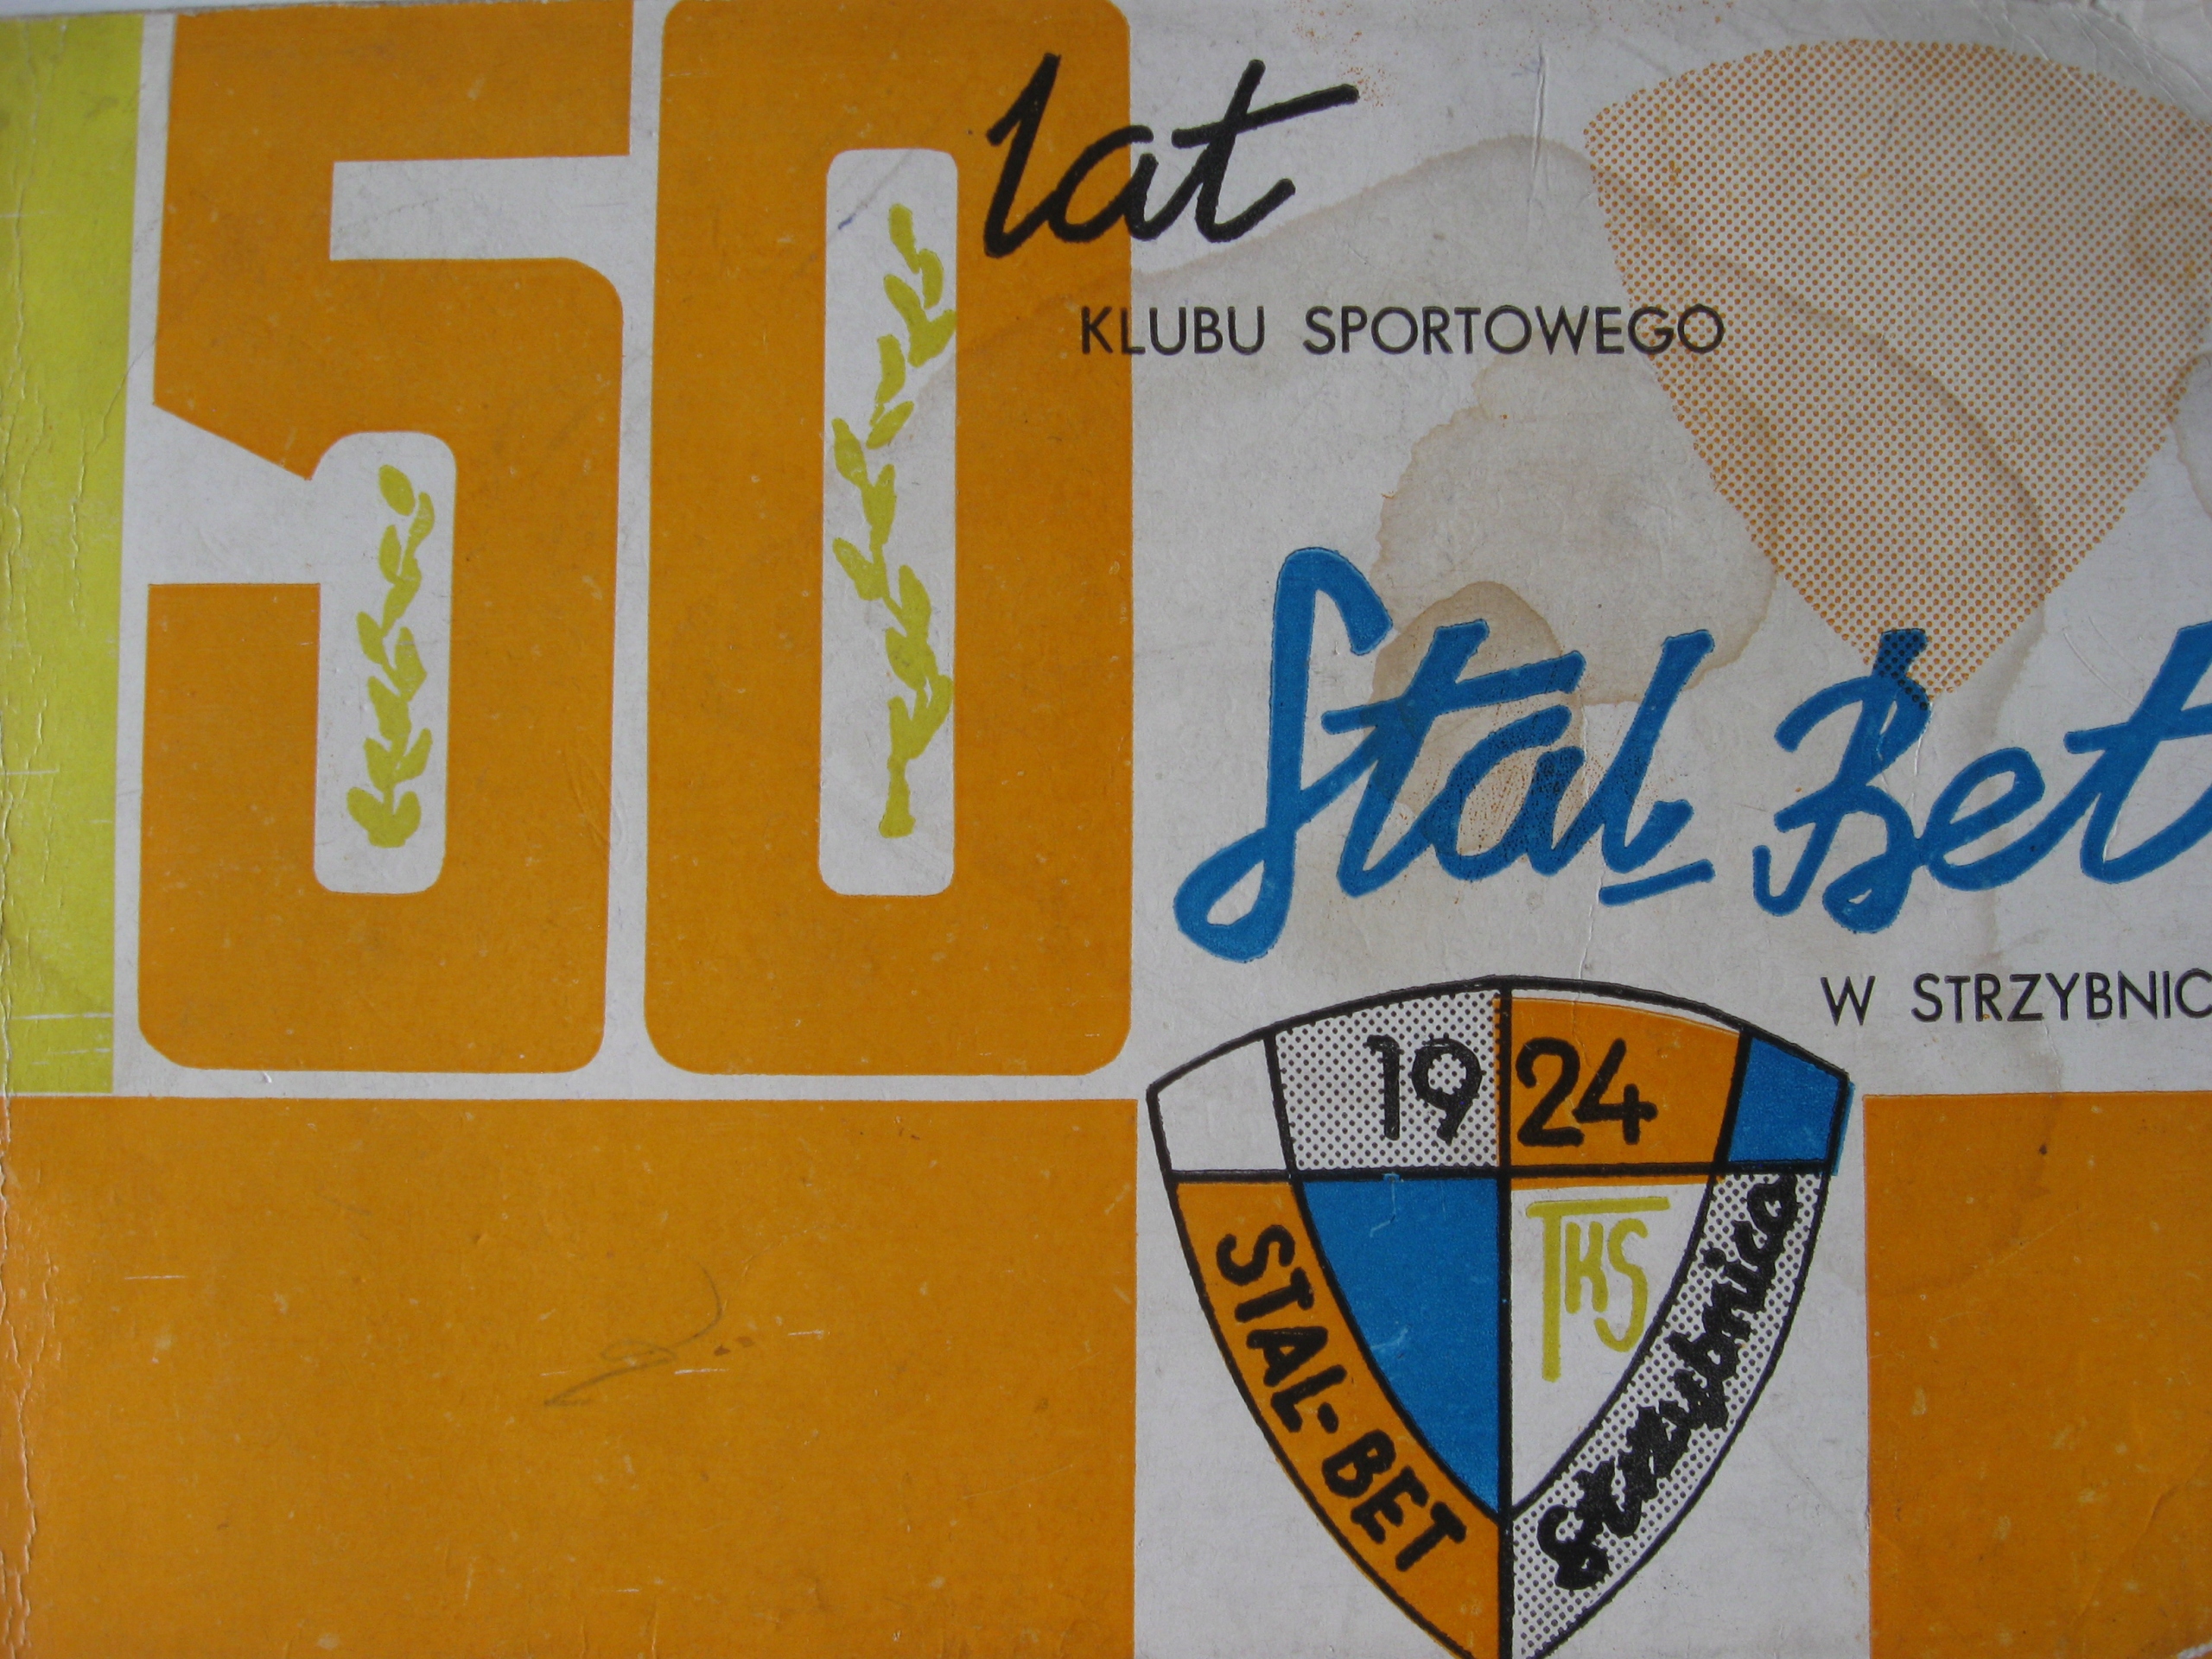 50 lat
KLUBU SPORTOWEGO
Stal-Bet
W STRZYBNIC
1924
TKS
STAL-BET
Strzybnica